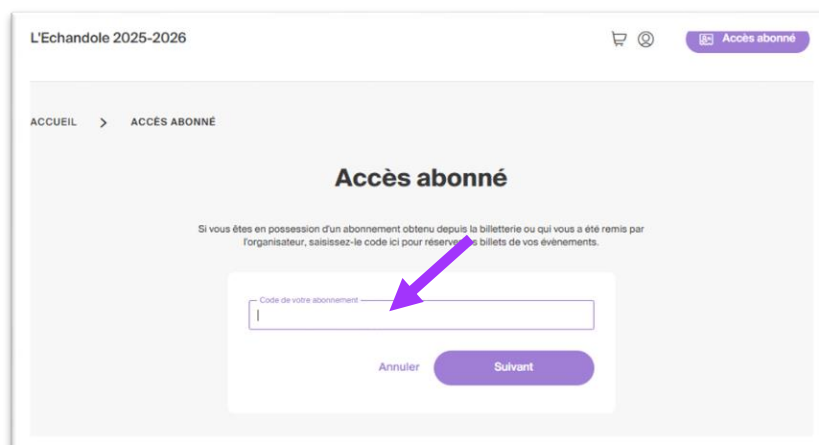 L'Echandole 2025-2026
Accès abonné
ACCUEIL > ACCÈS ABONNÉ
Accès abonné
Si vous êtes en possession d'un abonnement obtenu depuis la billetterie ou qui vous a été remis par
l'organisateur, saisissez-le code ici pour réserver billets de vos évènements.
Code de votre abonnement
Annuler
Suivant